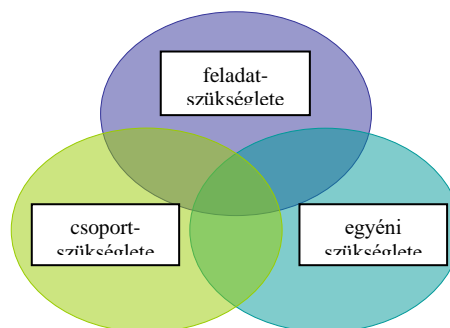 feladat-
szükséglete
csoport-
szükséglete
egyéni
szükséglete